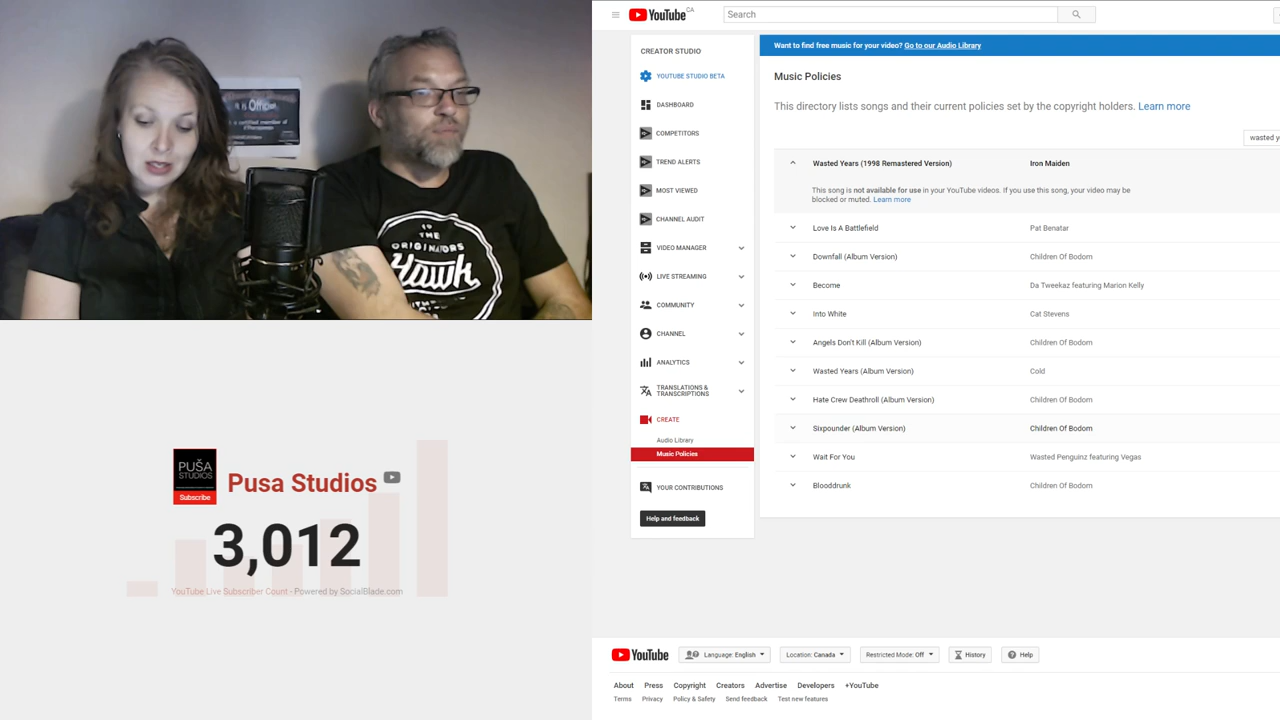 is Official
a certified member of
I'M
THE
ORIGINATORS
Hawk
PUŠA
STUDIOS
Subscribe
Pusa Studios
3,012
YouTube Live Subscriber Count - Powered by SocialBlade.com
YouTube CA
Search
CREATOR STUDIO
YOUTUBE STUDIO BETA
DASHBOARD
COMPETITORS
TREND ALERTS
MOST VIEWED
CHANNEL AUDIT
VIDEO MANAGER
LIVE STREAMING
COMMUNITY
CHANNEL
ANALYTICS
TRANSLATIONS &
TRANSCRIPTIONS
CREATE
Audio Library
Music Policies
YOUR CONTRIBUTIONS
Help and feedback
Want to find free music for your video? Go to our Audio Library
Music Policies
This directory lists songs and their current policies set by the copyright holders. Learn more
wasted y
Wasted Years (1998 Remastered Version) Iron Maiden
This song is not available for use in your YouTube videos. If you use this song, your video may be
blocked or muted. Learn more
Love Is A Battlefield Pat Benatar
Downfall (Album Version) Children Of Bodom
Become Da Tweekaz featuring Marion Kelly
Into White Cat Stevens
Angels Don't Kill (Album Version) Children Of Bodom
Wasted Years (Album Version) Cold
Hate Crew Deathroll (Album Version) Children Of Bodom
Sixpounder (Album Version) Children Of Bodom
Wait For You Wasted Penguinz featuring Vegas
Blooddrunk Children Of Bodom
YouTube Language: English Location: Canada Restricted Mode: Off History Help
About Press Copyright Creators Advertise Developers +YouTube
Terms Privacy Policy & Safety Send feedback Test new features